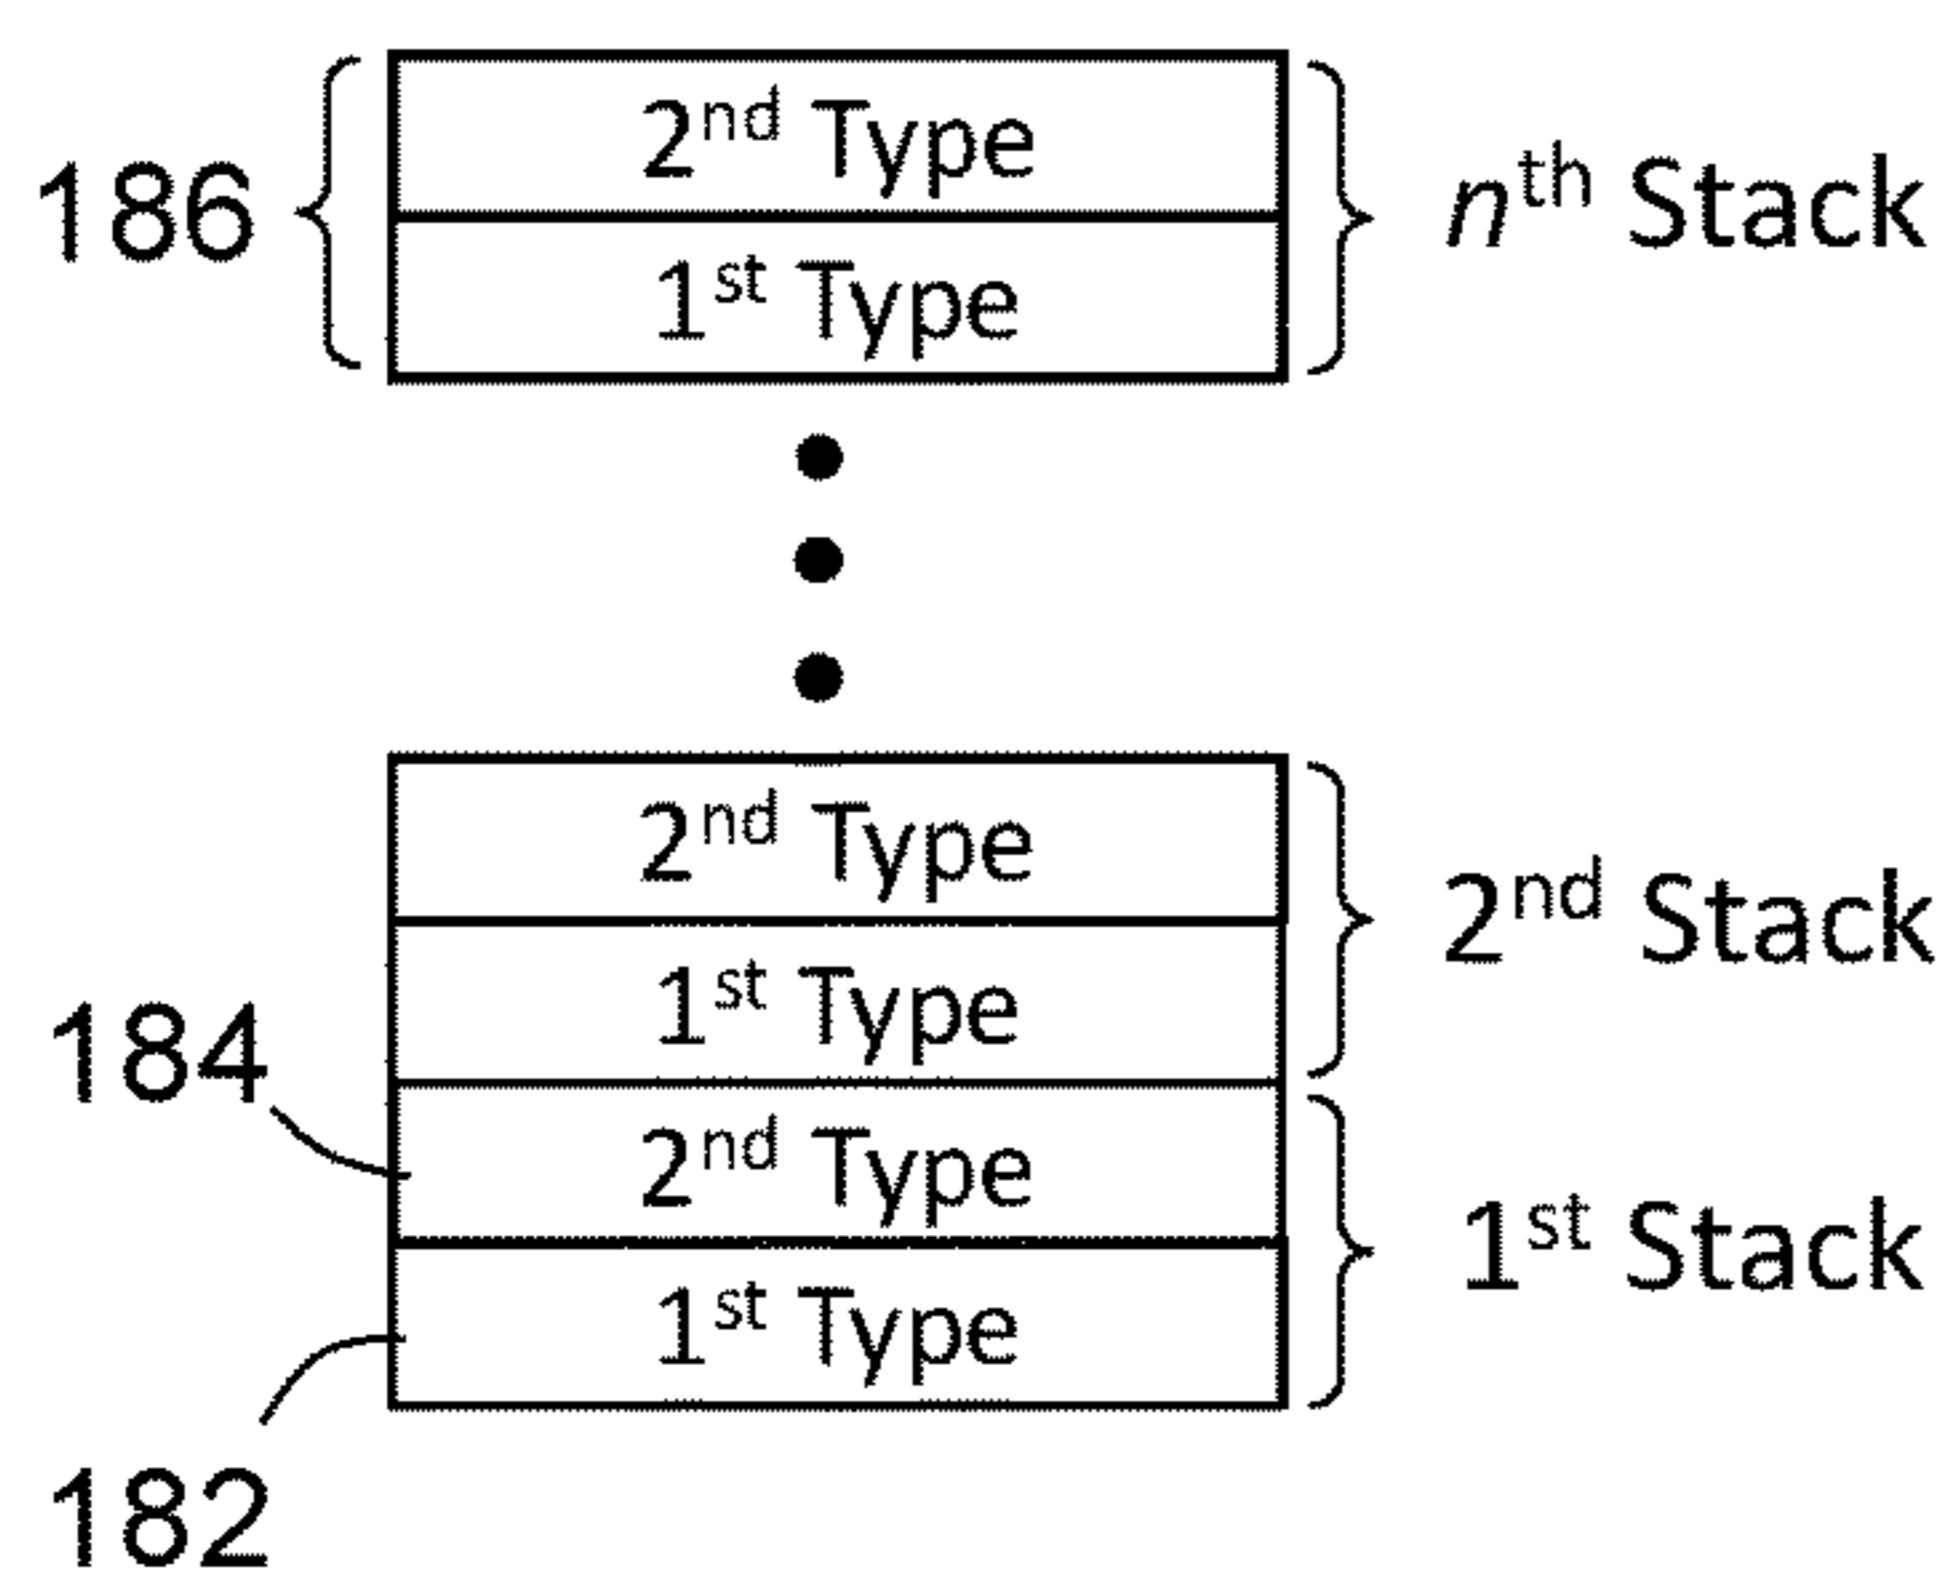 2nd Type
186
nth Stack
1st Type
2nd Type
2nd Stack
1st Type
184
2nd Type
1st Stack
1st Type
182